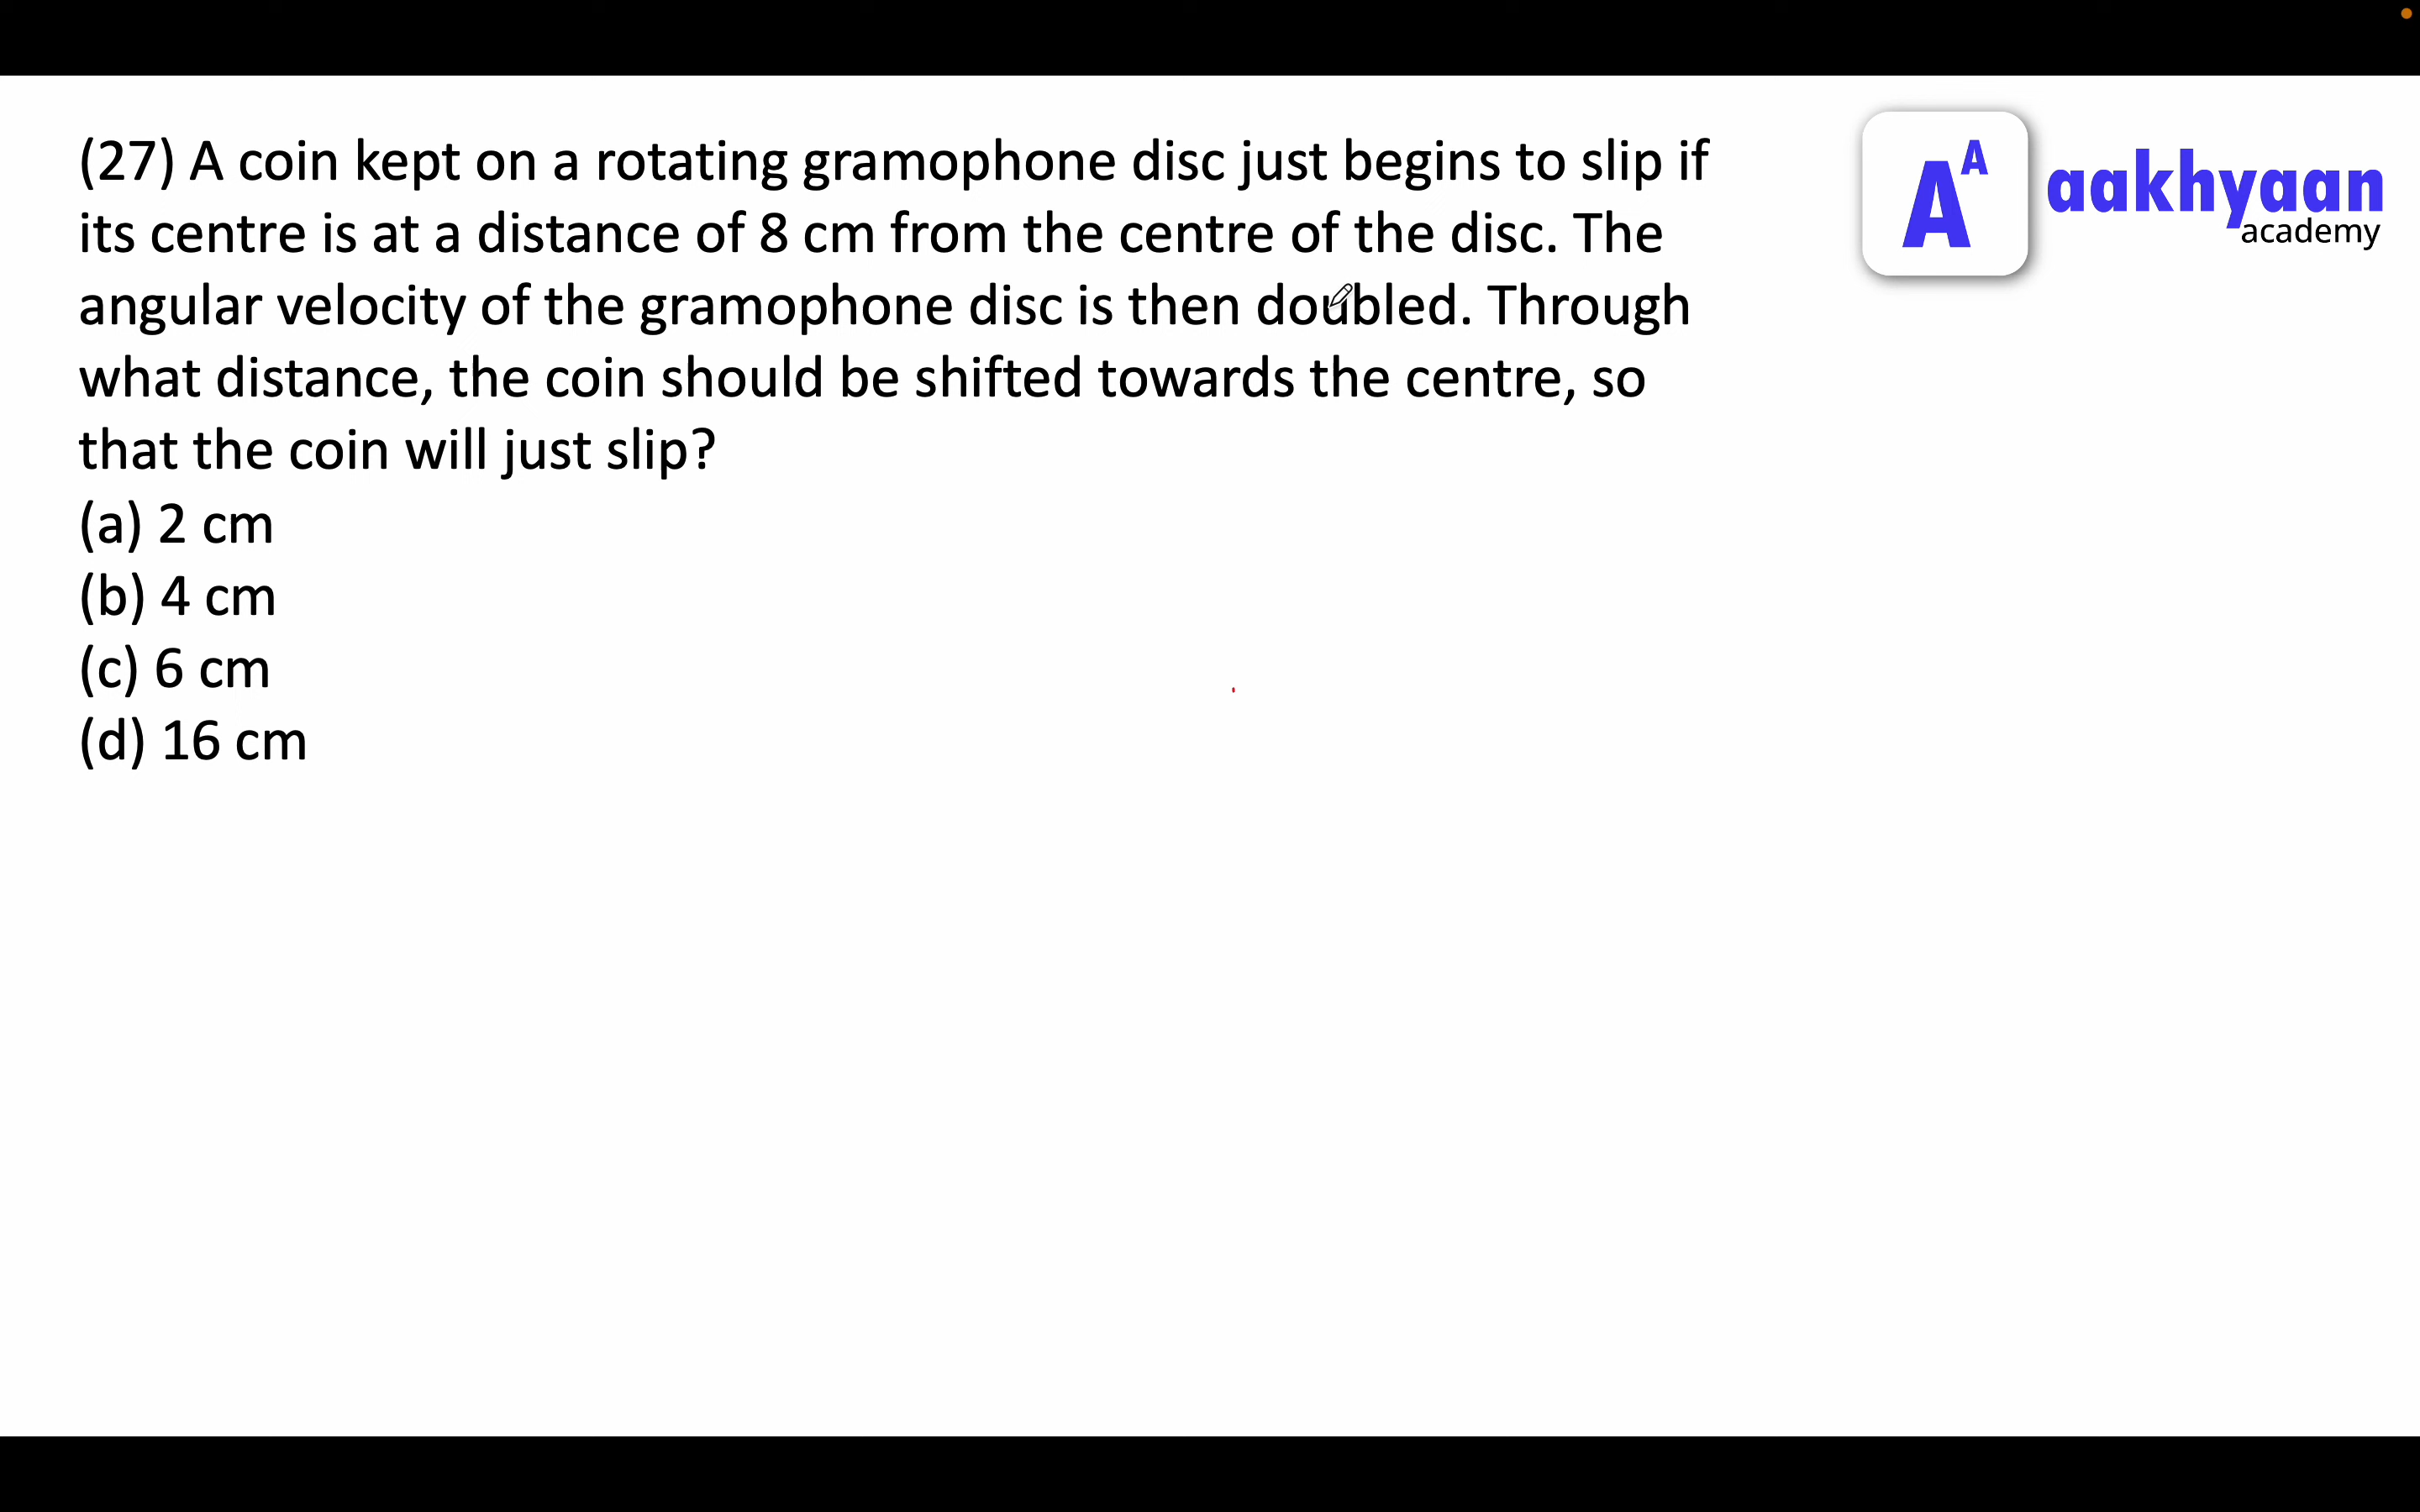 (27) A coin kept on a rotating gramophone disc just begins to slip if
its centre is at a distance of 8 cm from the centre of the disc. The
angular velocity of the gramophone disc is then doubled. Through
what distance, the coin should be shifted towards the centre, so
that the coin will just slip?
(a) 2 cm
(b) 4 cm
(c) 6 cm
(d) 16 cm
A A
aakhyaan
academy